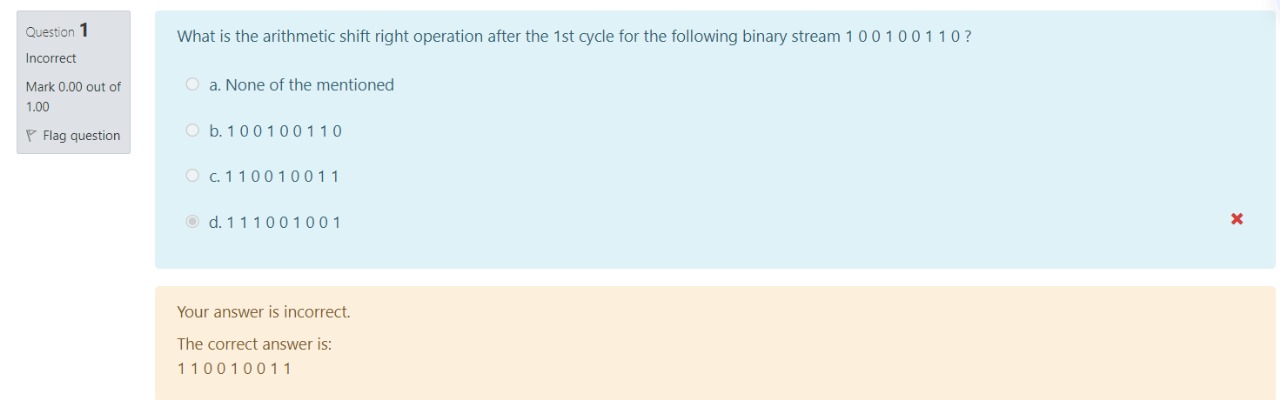 Question 1
Incorrect
Mark 0.00 out of
1.00
Flag question
What is the arithmetic shift right operation after the 1st cycle for the following binary stream 1 0 0 1 0 0 1 1 0 ?
a. None of the mentioned
b. 1 0 0 1 0 0 1 1 0
c. 1 1 0 0 1 0 0 1 1
d. 1 1 1 0 0 1 0 0 1
Your answer is incorrect.
The correct answer is:
1 1 0 0 1 0 0 1 1